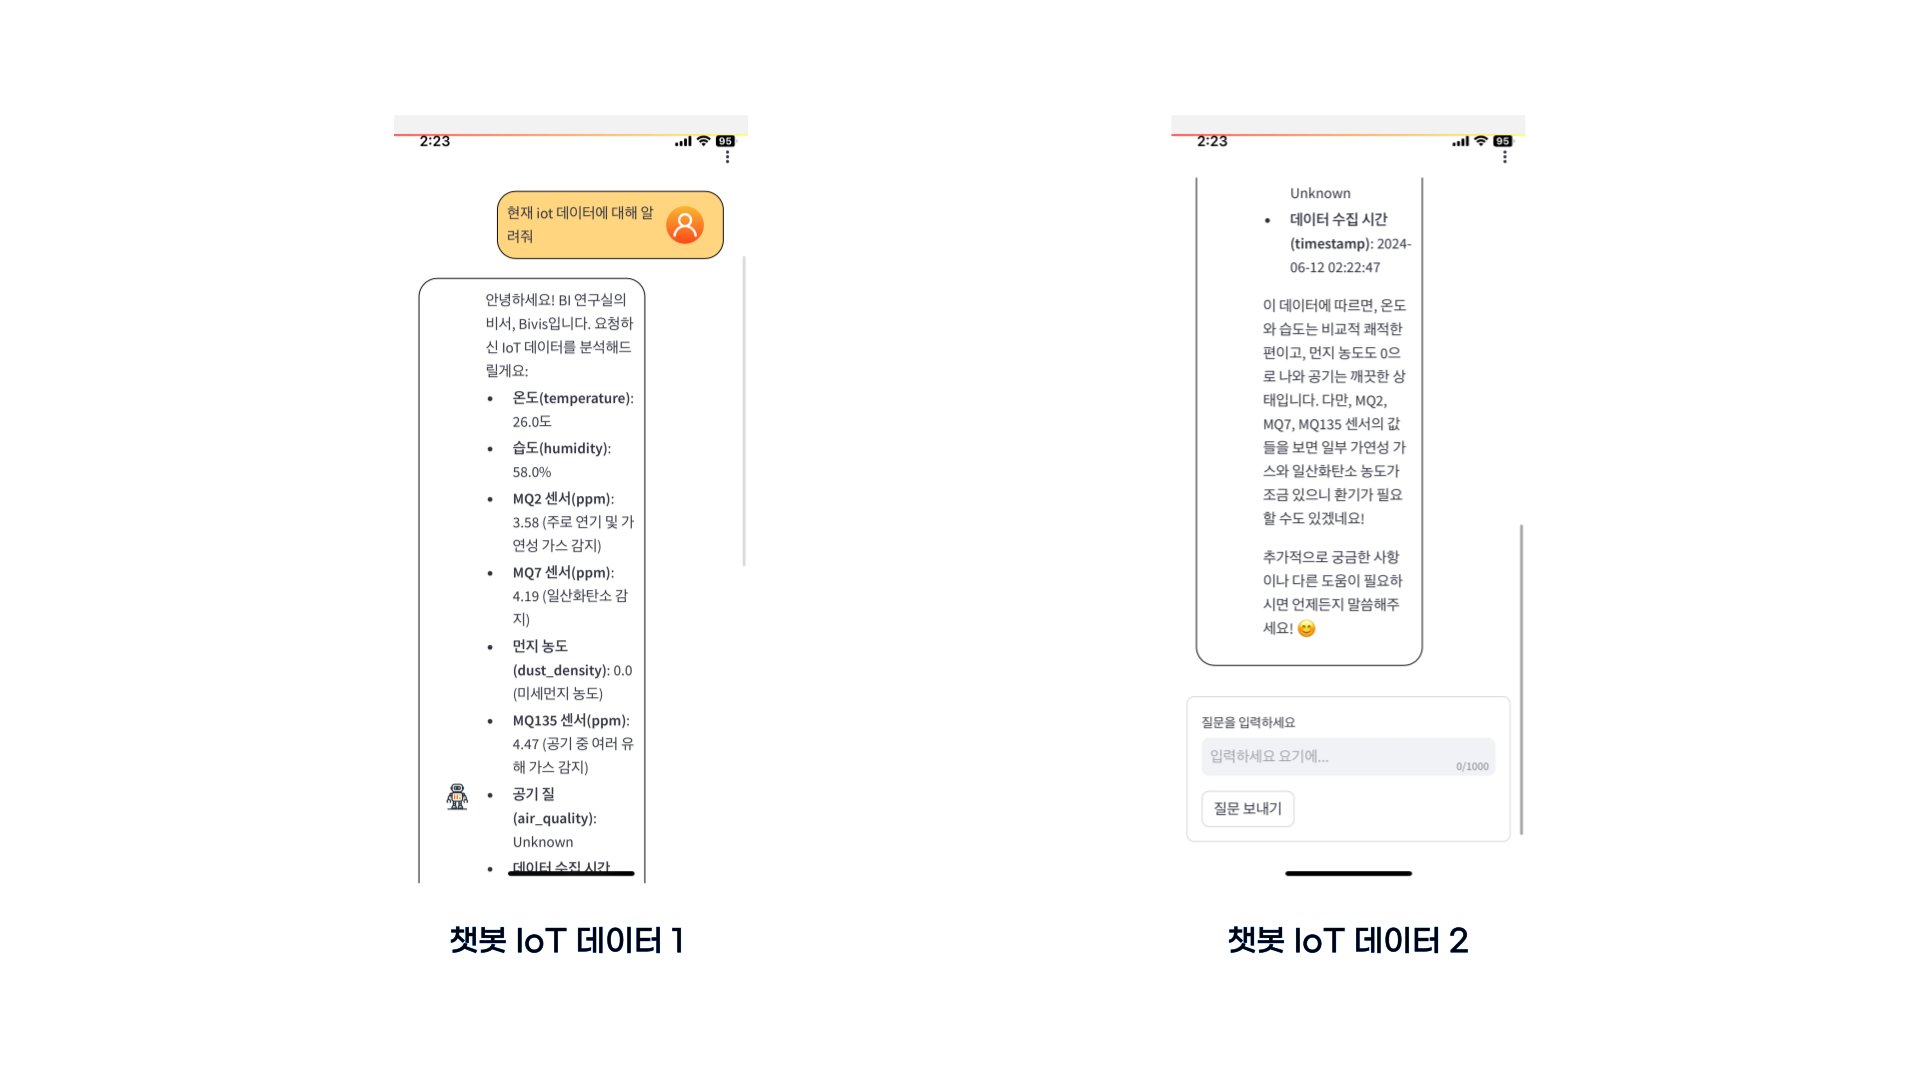 2:23
95
현재 iot 데이터에 대해 알
려줘
안녕하세요! BI 연구실의
비서, Bivis입니다. 요청하
신 IoT 데이터를 분석해드
릴게요:
• 온도(temperature):
26.0도
• 습도(humidity):
58.0%
• MQ2 센서(ppm):
3.58 (주로 연기 및 가
연성 가스 감지)
• MQ7 센서(ppm):
4.19 (일산화탄소 감
지)
• 먼지 농도
(dust_density): 0.0
(미세먼지 농도)
• MQ135 센서(ppm):
4.47 (공기 중 여러 유
해 가스 감지)
• 공기 질
(air_quality):
Unknown
• 데이터 수집 시간
챗봇 IoT 데이터 1
2:23
95
Unknown
• 데이터 수집 시간
(timestamp): 2024-
06-12 02:22:47
이 데이터에 따르면, 온도
와 습도는 비교적 쾌적한
편이고, 먼지 농도도 0으
로 나와 공기는 깨끗한 상
태입니다. 다만, MQ2,
MQ7, MQ135 센서의 값
들을 보면 일부 가연성 가
스와 일산화탄소 농도가
조금 있으니 환기가 필요
할 수도 있겠네요!
추가적으로 궁금한 사항
이나 다른 도움이 필요하
시면 언제든지 말씀해주
세요! 😊
질문을 입력하세요
입력하세요 요기에...
0/1000
질문 보내기
챗봇 IoT 데이터 2